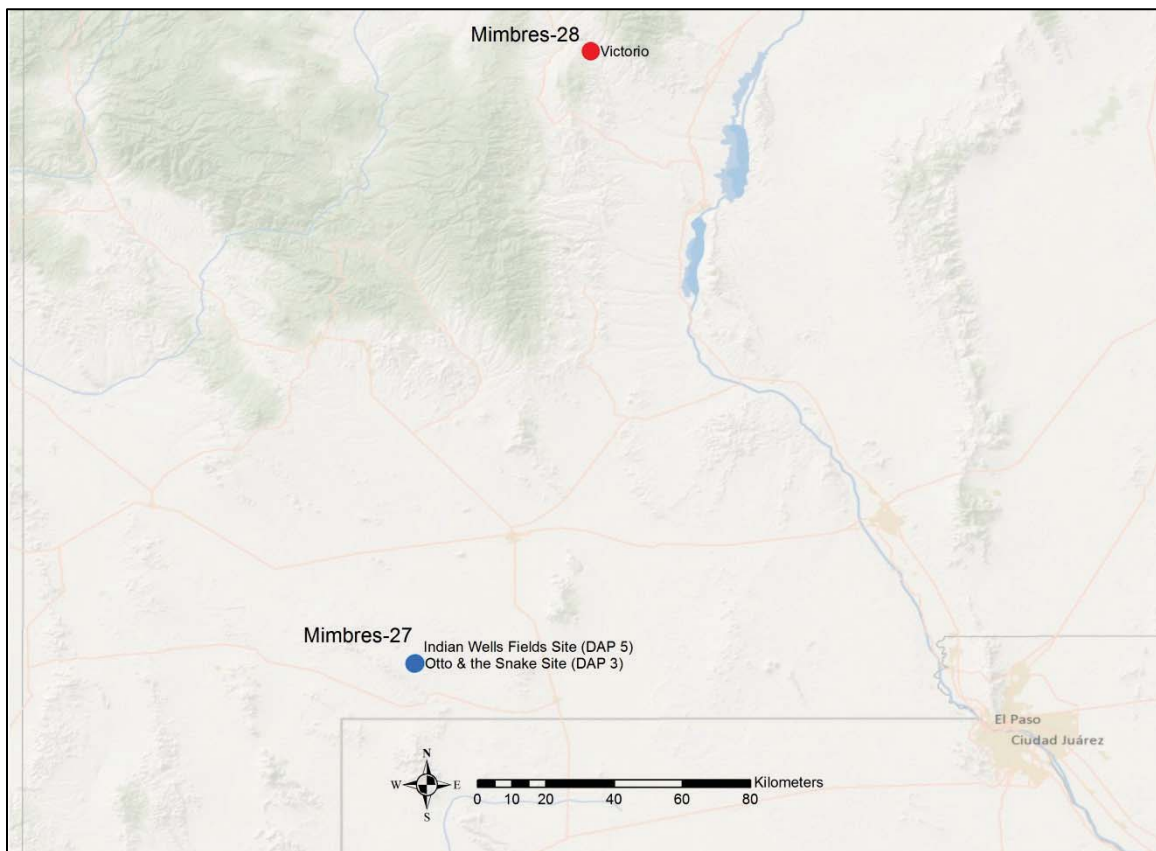 Mimbres-28
Victorio
Mimbres-27
Indian Wells Fields Site (DAP 5)
Otto & the Snake Site (DAP 3)
El Paso
Ciudad Juárez
N
W E
S
Kilometers
0 10 20 40 60 80